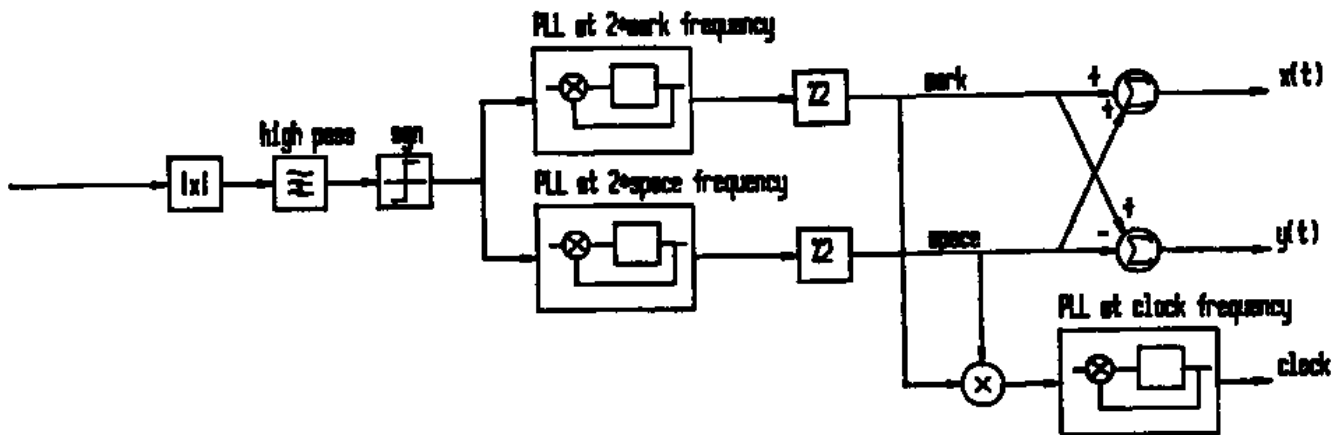 PLL at 2*mark frequency
x(t)
mark
+
+
%2
high pass
sgn
|x|
PLL at 2*space frequency
+
-
y(t)
space
%2
PLL at clock frequency
clock